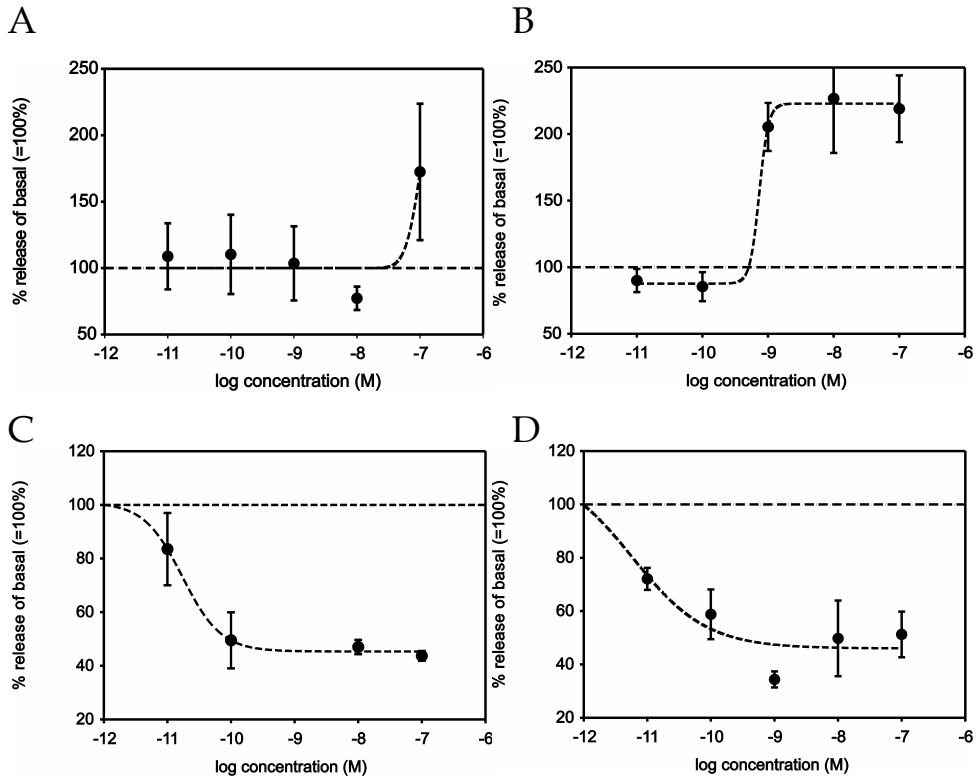 A
% release of basal (=100%)
250
200
150
100
50
-12 -11 -10 -9 -8 -7 -6
log concentration (M)
B
% release of basal (=100%)
250
200
150
100
50
-12 -11 -10 -9 -8 -7 -6
log concentration (M)
C
% release of basal (=100%)
120
100
80
60
40
20
-12 -11 -10 -9 -8 -7 -6
log concentration (M)
D
% release of basal (=100%)
120
100
80
60
40
20
-12 -11 -10 -9 -8 -7 -6
log concentration (M)